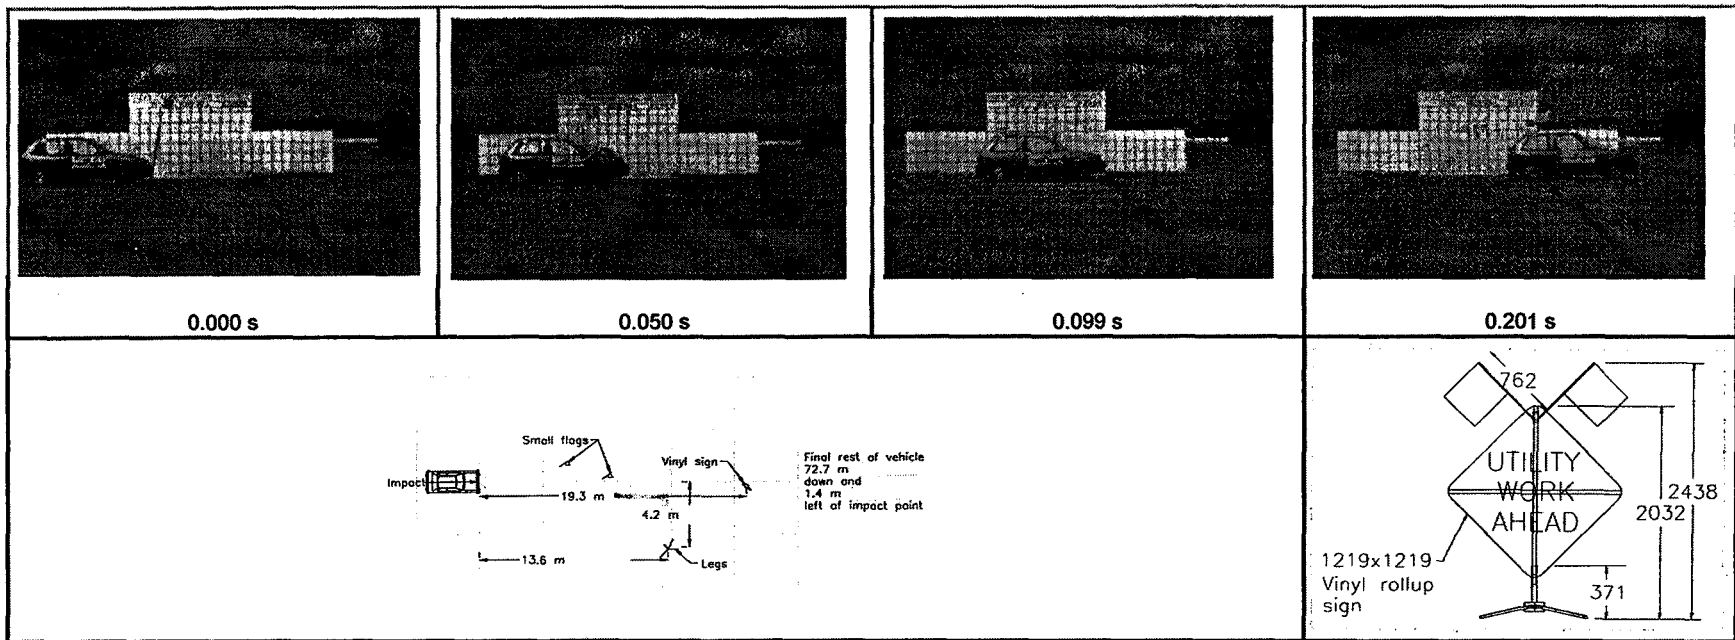 0.000 s
0.050 s
0.099 s
0.201 s
Small flags
Vinyl sign
Impact
19.3 m
4.2 m
13.6 m
Legs
Final rest of vehicle
72.7 m
down and
1.4 m
left of impact point
762
UTILITY
WORK
AHEAD
2438
2032
371
1219x1219
Vinyl rollup
sign